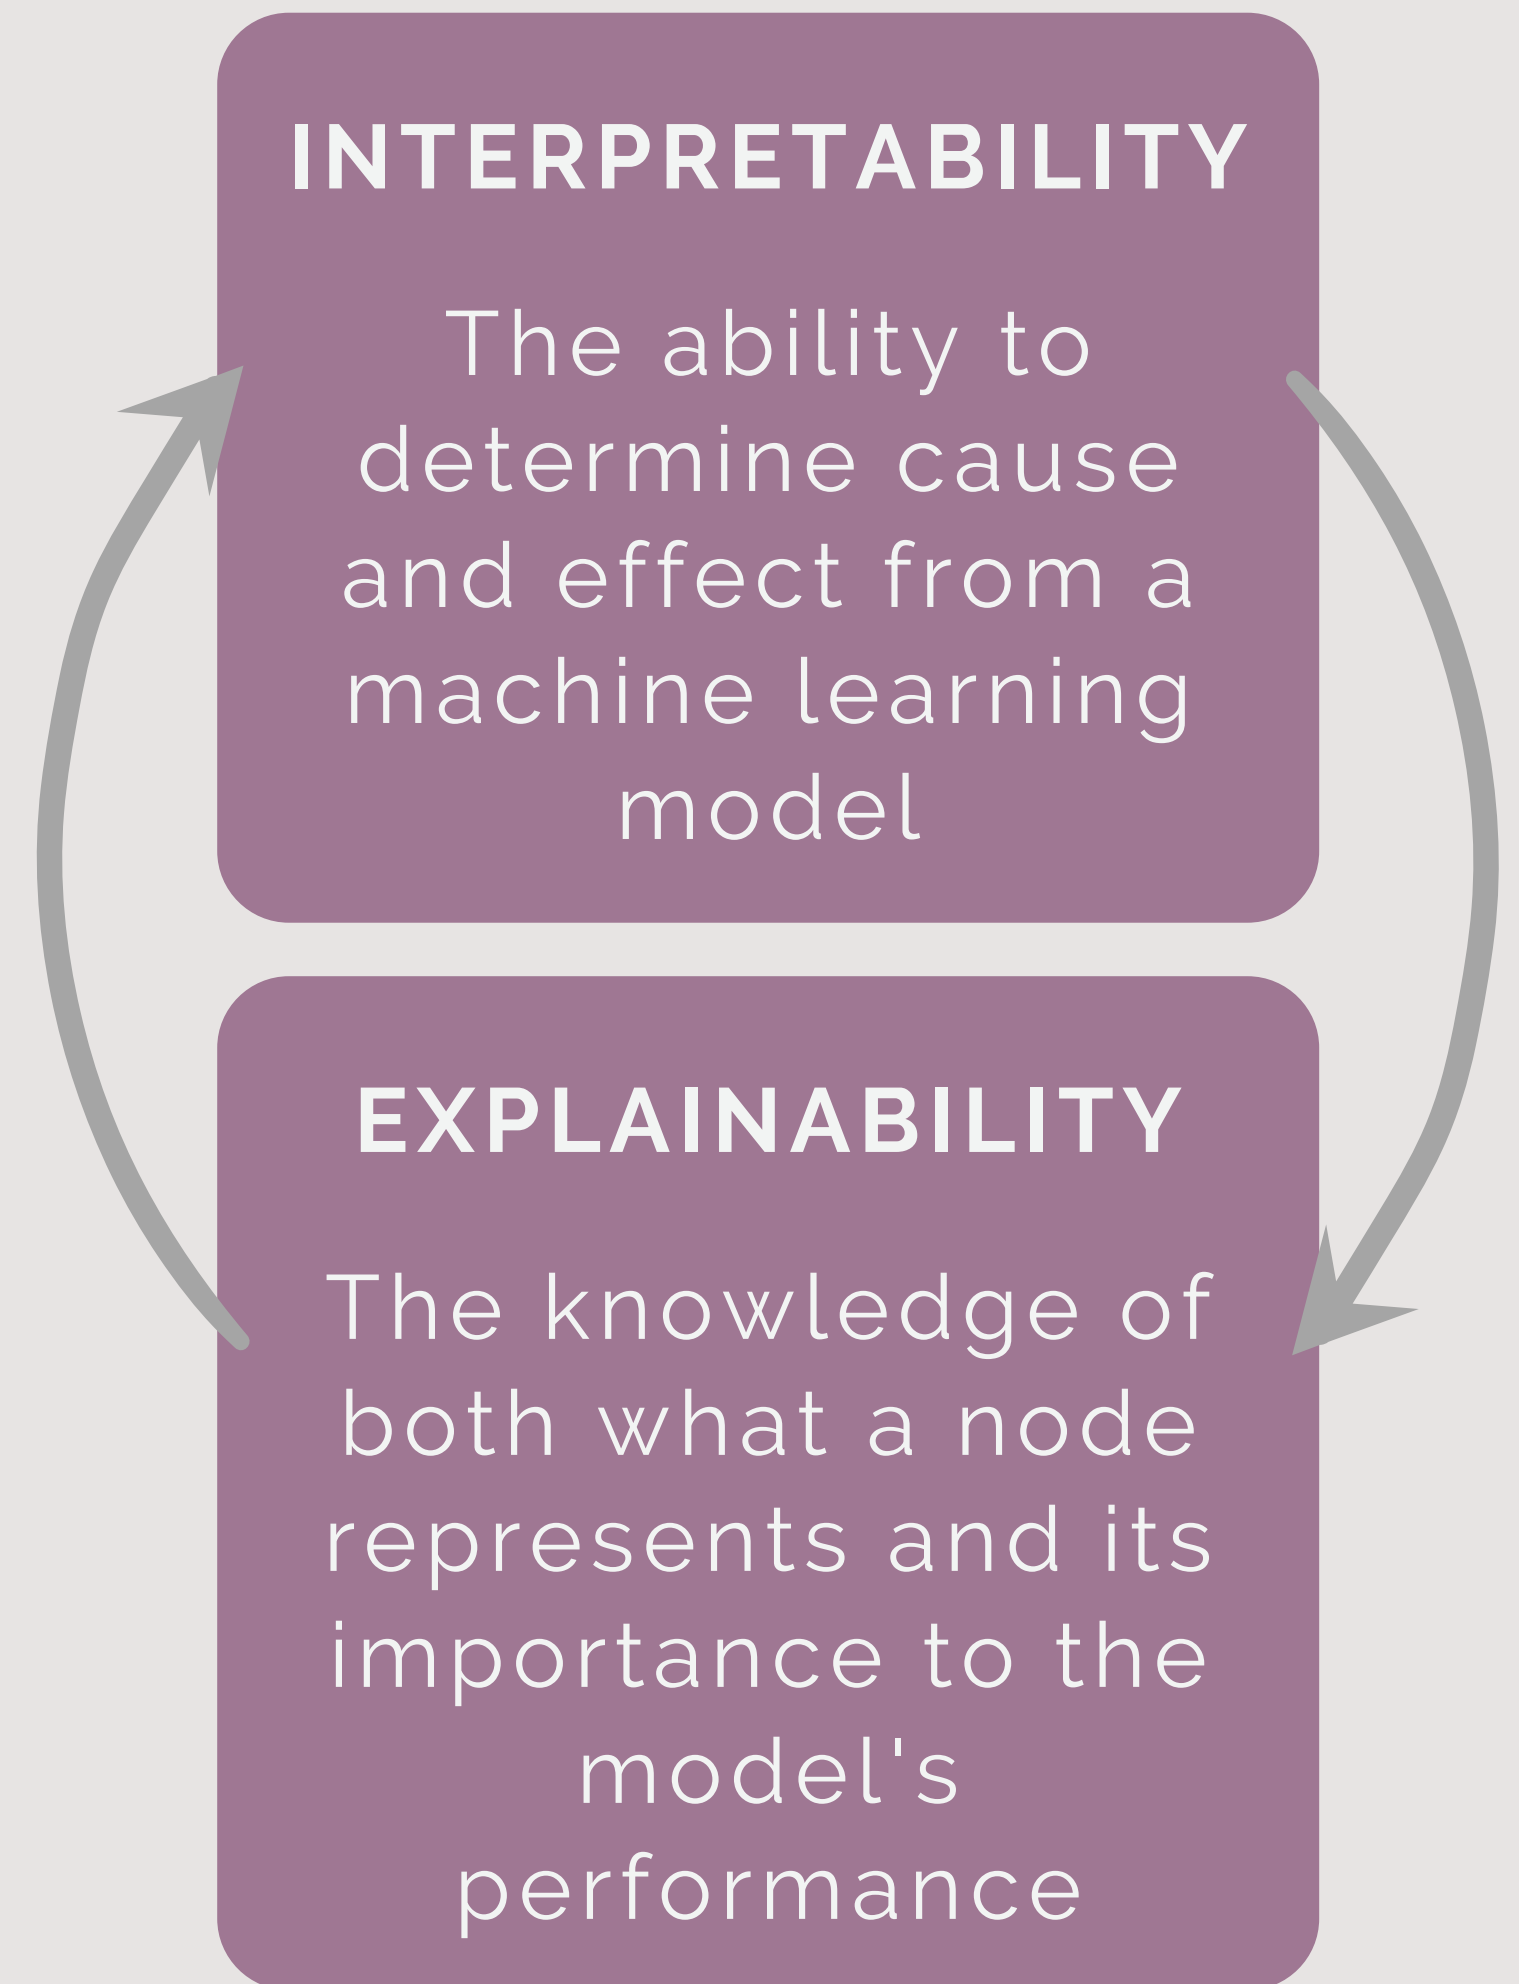 INTERPRETABILITY
The ability to
determine cause
and effect from a
machine learning
model
EXPLAINABILITY
The knowledge of
both what a node
represents and its
importance to the
model's
performance